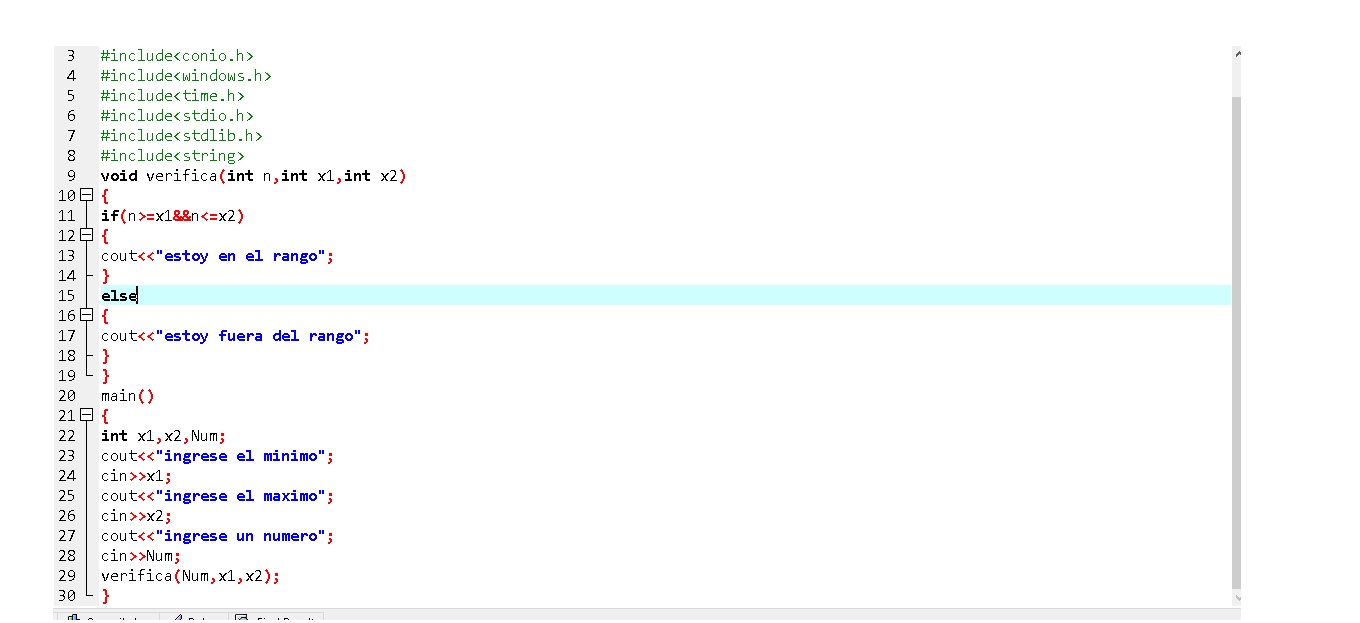 3 #include<conio.h>
4 #include<windows.h>
5 #include<time.h>
6 #include<stdio.h>
7 #include<stdlib.h>
8 #include<string>
9 void verifica(int n,int x1,int x2)
10 {
11 if(n>=x1&&n<=x2)
12 {
13 cout<<"estoy en el rango";
14 }
15 else
16 {
17 cout<<"estoy fuera del rango";
18 }
19 }
20 main()
21 {
22 int x1,x2,Num;
23 cout<<"ingrese el minimo";
24 cin>>x1;
25 cout<<"ingrese el maximo";
26 cin>>x2;
27 cout<<"ingrese un numero";
28 cin>>Num;
29 verifica(Num,x1,x2);
30 }